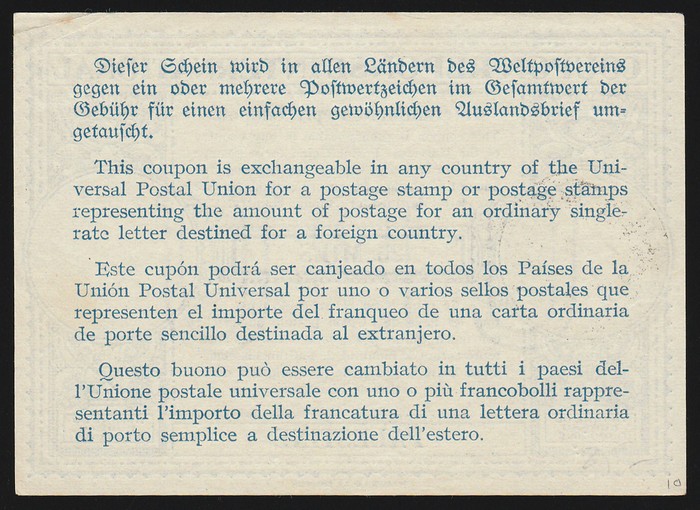 Dieſer Schein wird in allen Ländern des Weltpoſtvereins
gegen ein oder mehrere Poſtwertzeichen im Geſamtwert der
Gebühr für einen einfachen gewöhnlichen Auslandsbrief um-
getauſcht.
This coupon is exchangeable in any country of the Uni-
versal Postal Union for a postage stamp or postage stamps
representing the amount of postage for an ordinary single-
rate letter destined for a foreign country.
Este cupón podrá ser canjeado en todos los Países de la
Unión Postal Universal por uno o varios sellos postales que
representen el importe del franqueo de una carta ordinaria
de porte sencillo destinada al extranjero.
Questo buono può essere cambiato in tutti i paesi del-
l'Unione postale universale con uno o più francobolli rappre-
sentanti l'importo della francatura di una lettera ordinaria
di porto semplice a destinazione dell'estero.
10